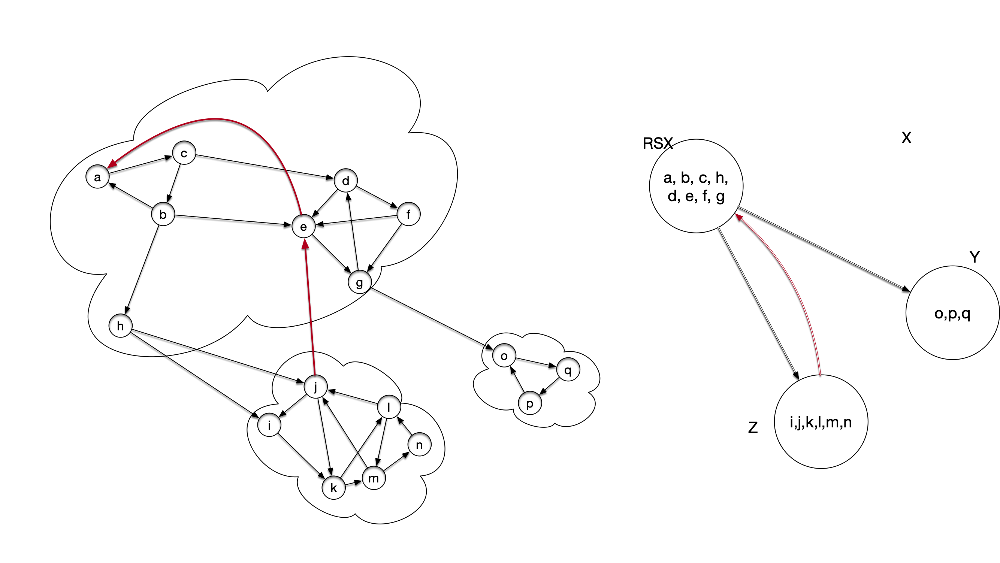 c
a
d
b
f
e
g
h
o
q
j
l
p
i
n
m
k
RSX
X
a, b, c, h,
d, e, f, g
Y
o,p,q
Z
i,j,k,l,m,n